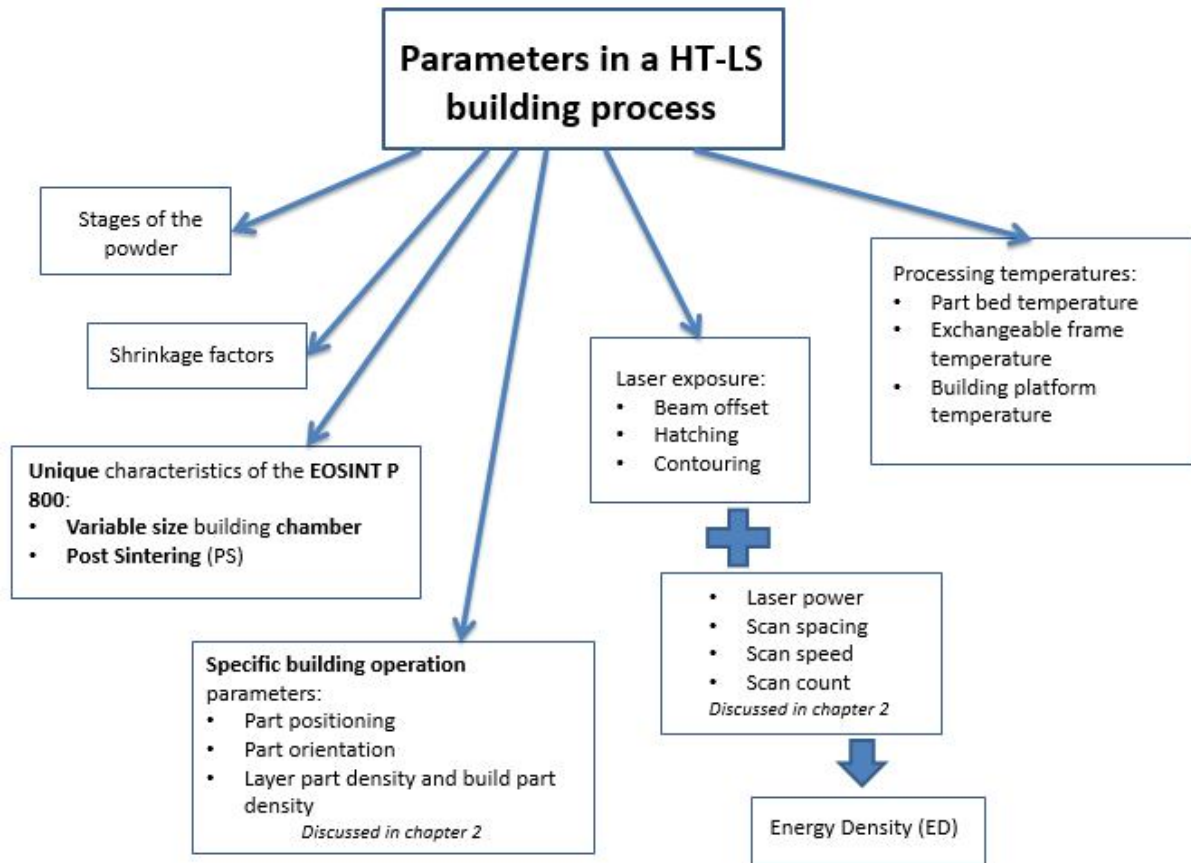 Parameters in a HT-LS
building process
Stages of the
powder
Shrinkage factors
Unique characteristics of the EOSINT P
800:
• Variable size building chamber
• Post Sintering (PS)
Specific building operation
parameters:
• Part positioning
• Part orientation
• Layer part density and build part
density
Discussed in chapter 2
Laser exposure:
• Beam offset
• Hatching
• Contouring
• Laser power
• Scan spacing
• Scan speed
• Scan count
Discussed in chapter 2
Energy Density (ED)
Processing temperatures:
• Part bed temperature
• Exchangeable frame
temperature
• Building platform
temperature